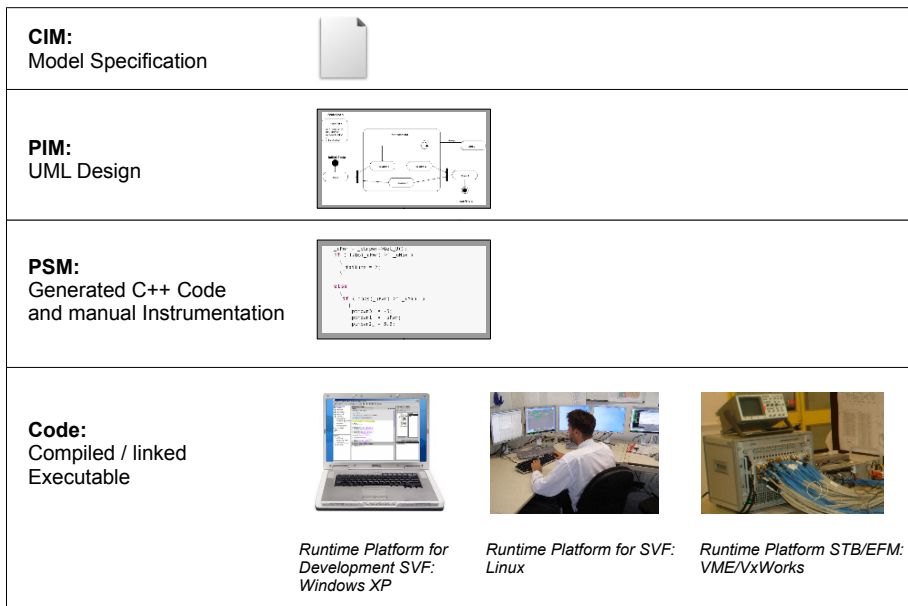 CIM:
Model Specification
PIM:
UML Design
PSM:
Generated C++ Code
and manual Instrumentation
else
Code:
Compiled / linked
Executable
Runtime Platform for
Development SVF:
Windows XP
Runtime Platform for SVF:
Linux
Runtime Platform STB/EFM:
VME/VxWorks